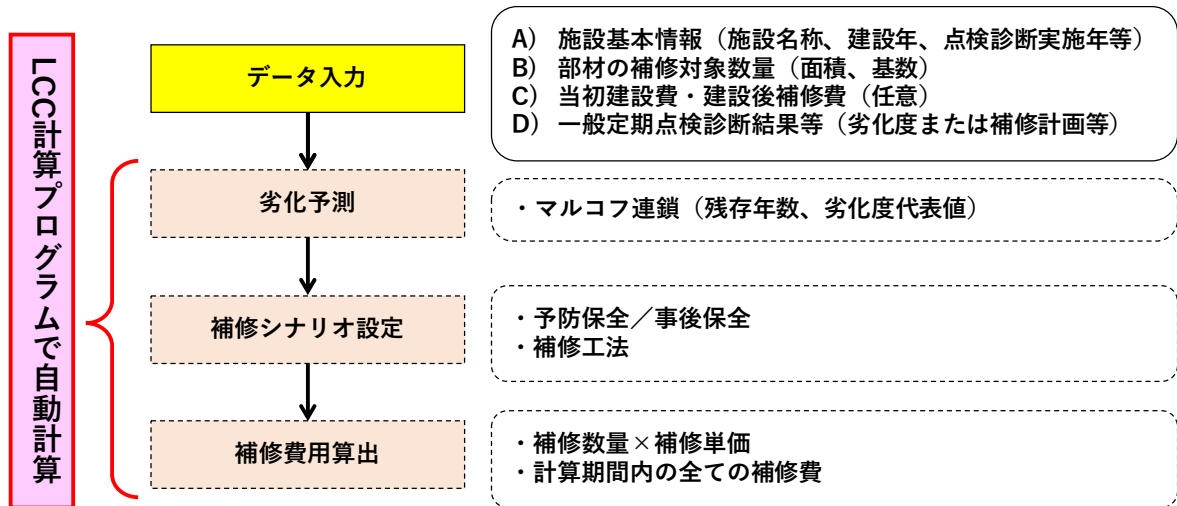 LCC計算プログラムで自動計算
データ入力
A） 施設基本情報（施設名称、建設年、点検診断実施年等）
B） 部材の補修対象数量（面積、基数）
C） 当初建設費・建設後補修費（任意）
D） 一般定期点検診断結果等（劣化度または補修計画等）
劣化予測
・マルコフ連鎖（残存年数、劣化度代表値）
補修シナリオ設定
・予防保全／事後保全
・補修工法
補修費用算出
・補修数量×補修単価
・計算期間内の全ての補修費